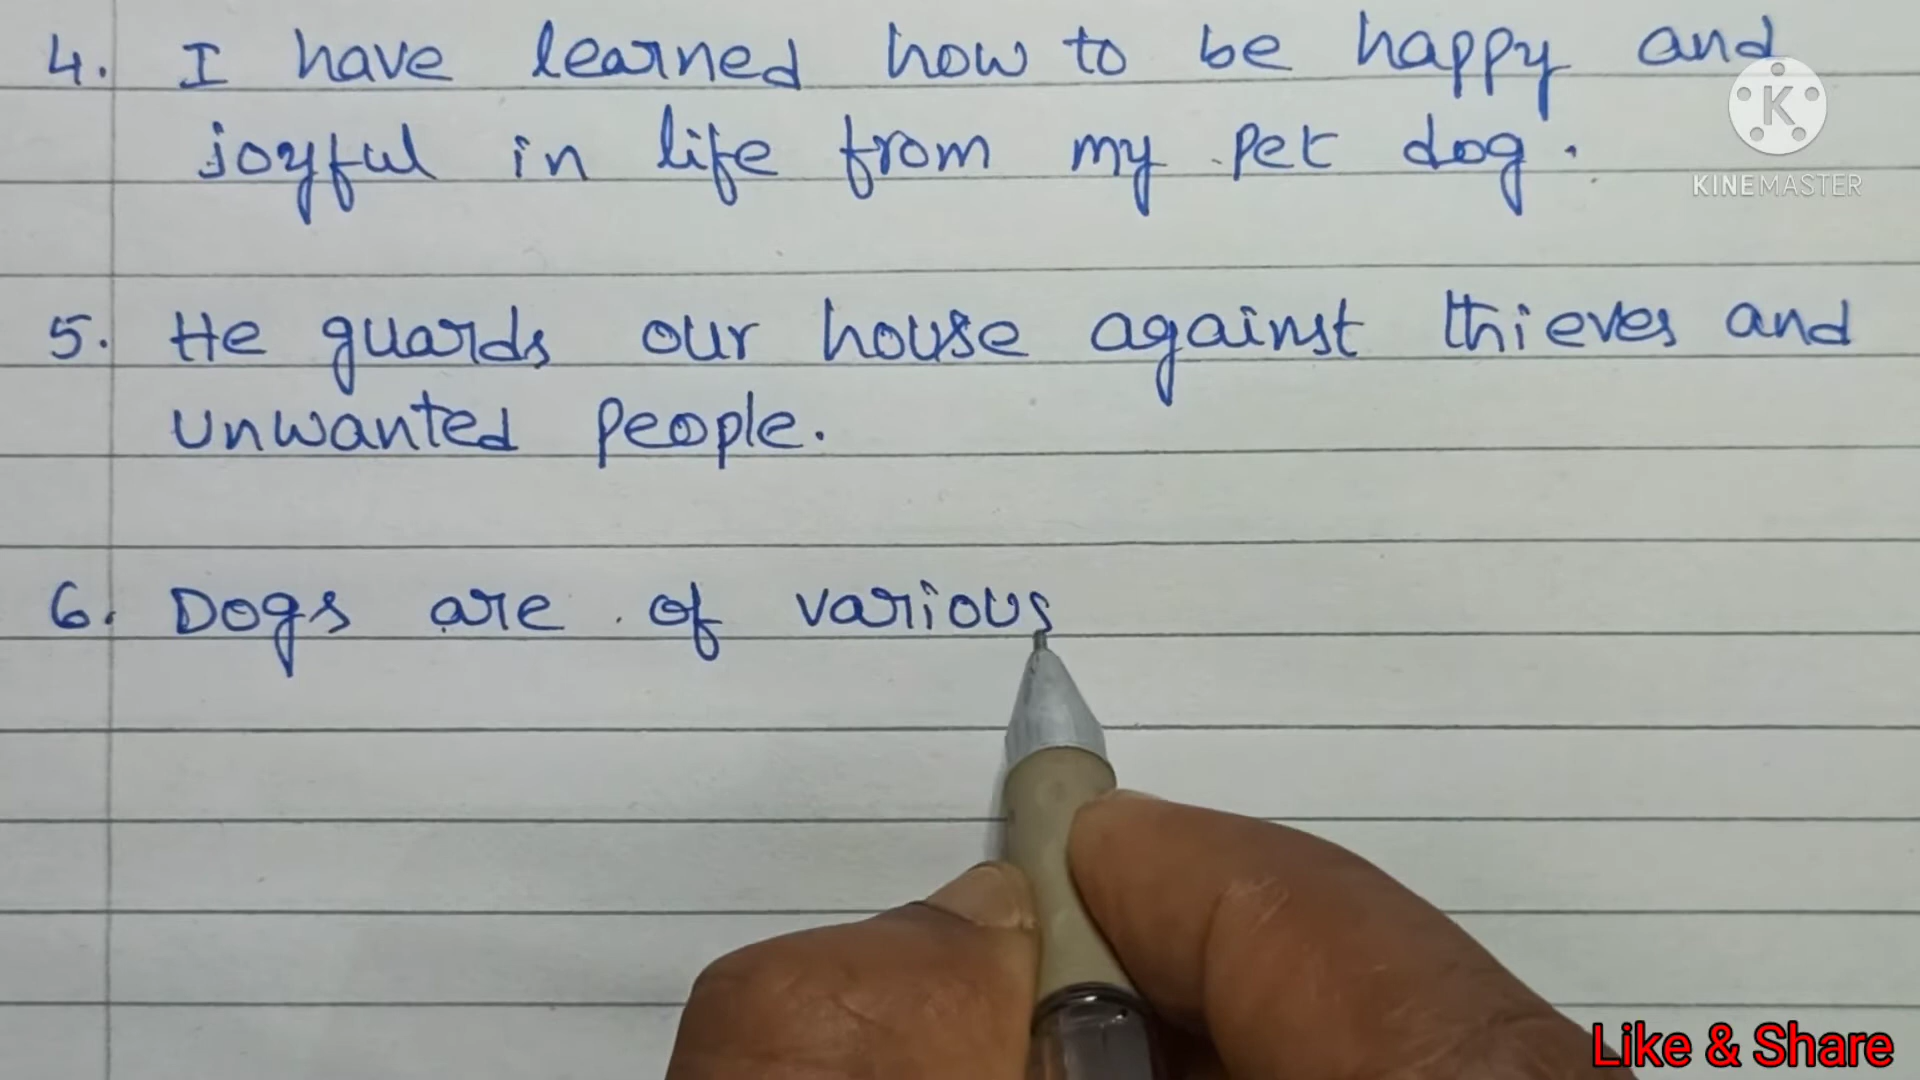 4. I have learned how to be happy and
joyful in life from my pet dog.
KINEMASTER
5. He guards our house against thieves and
unwanted people.
6. Dogs are of various
Like & Share